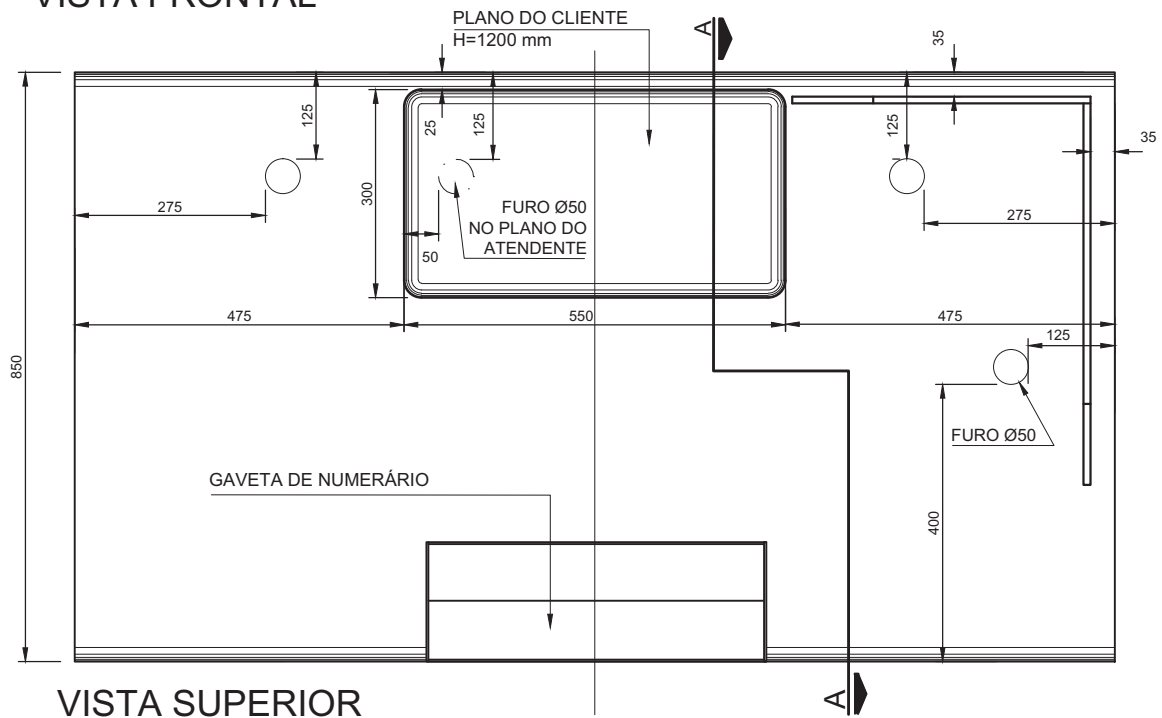 VISTA FRONTAL
PLANO DO CLIENTE
H=1200 mm
A
35
125
25
125
125
35
275
300
FURO Ø50
NO PLANO DO
ATENDENTE
50
275
475
550
475
125
850
FURO Ø50
GAVETA DE NUMERÁRIO
400
VISTA SUPERIOR
A